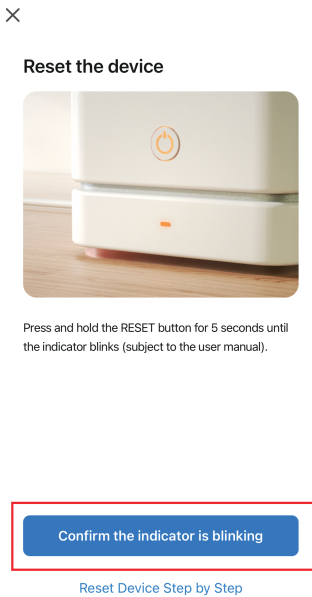 Reset the device
Press and hold the RESET button for 5 seconds until
the indicator blinks (subject to the user manual).
Confirm the indicator is blinking
Reset Device Step by Step